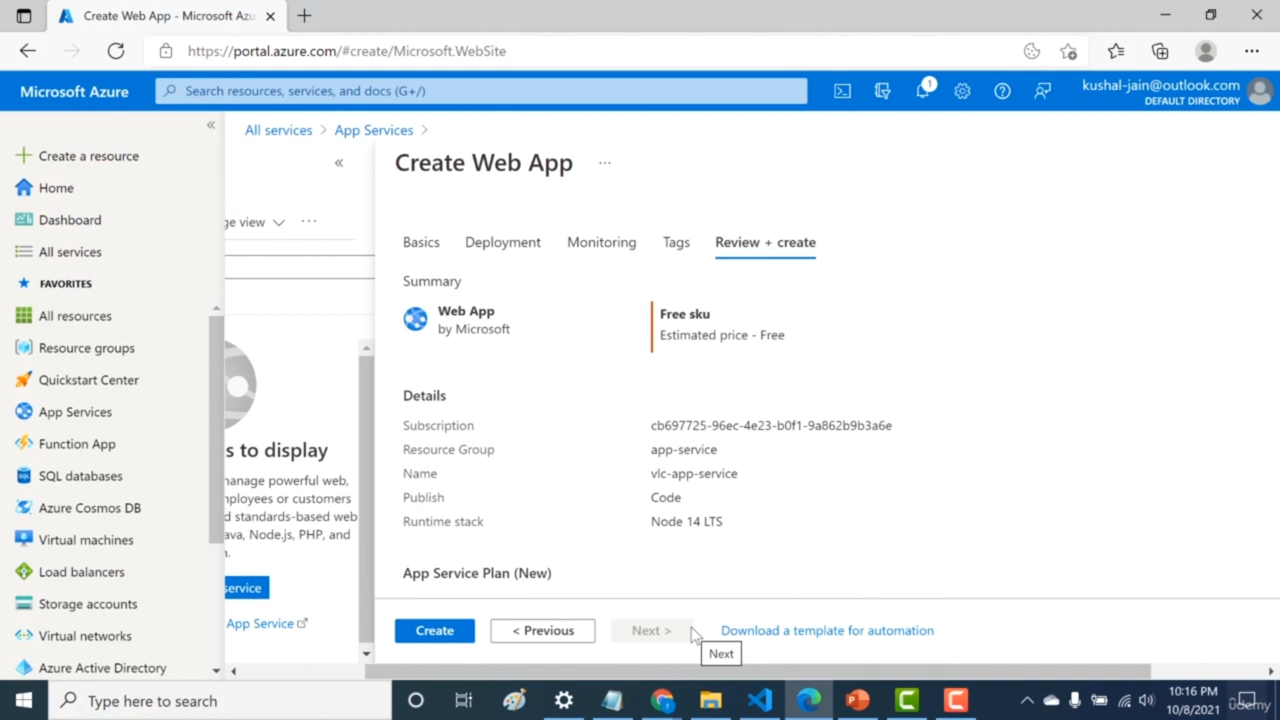 Create Web App - Microsoft Azu
https://portal.azure.com/#create/Microsoft.WebSite
Microsoft Azure
Search resources, services, and docs (G+/)
1
kushal-jain@outlook.com
DEFAULT DIRECTORY
All services > App Services >
Create a resource
Home
Dashboard
All services
FAVORITES
All resources
Resource groups
Quickstart Center
App Services
Function App
SQL databases
Azure Cosmos DB
Virtual machines
Load balancers
Storage accounts
Virtual networks
Azure Active Directory
ge view
s to display
nanage powerful web,
nployees or customers
d standards-based web
ava, Node.js, PHP, and
n.
service
App Service
Create Web App ...
Basics Deployment Monitoring Tags Review + create
Summary
Web App
by Microsoft
Free sku
Estimated price - Free
Details
Subscription cb697725-96ec-4e23-b0f1-9a862b9b3a6e
Resource Group app-service
Name vlc-app-service
Publish Code
Runtime stack Node 14 LTS
App Service Plan (New)
Create < Previous Next > Download a template for automation
Next
Type here to search
10:16 PM
10/8/2021
udemy